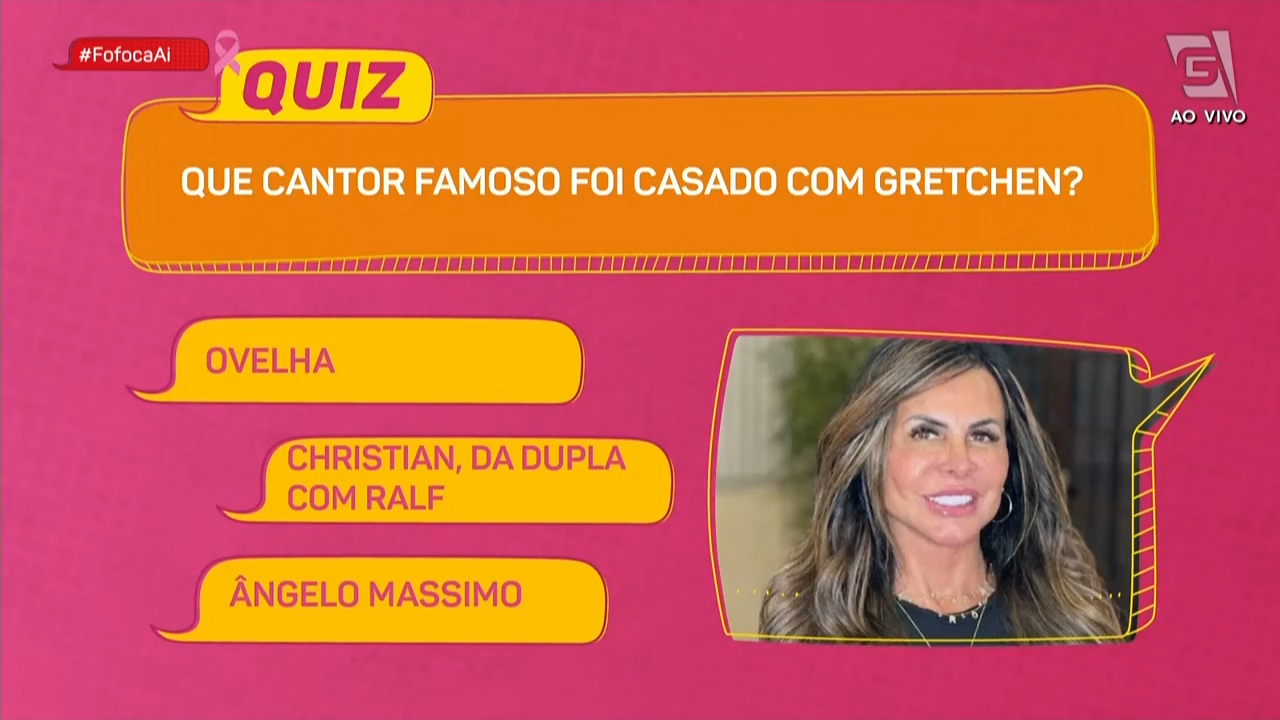 #FofocaAi
QUIZ
AO VIVO
QUE CANTOR FAMOSO FOI CASADO COM GRETCHEN?
OVELHA
CHRISTIAN, DA DUPLA
COM RALF
ÂNGELO MASSIMO